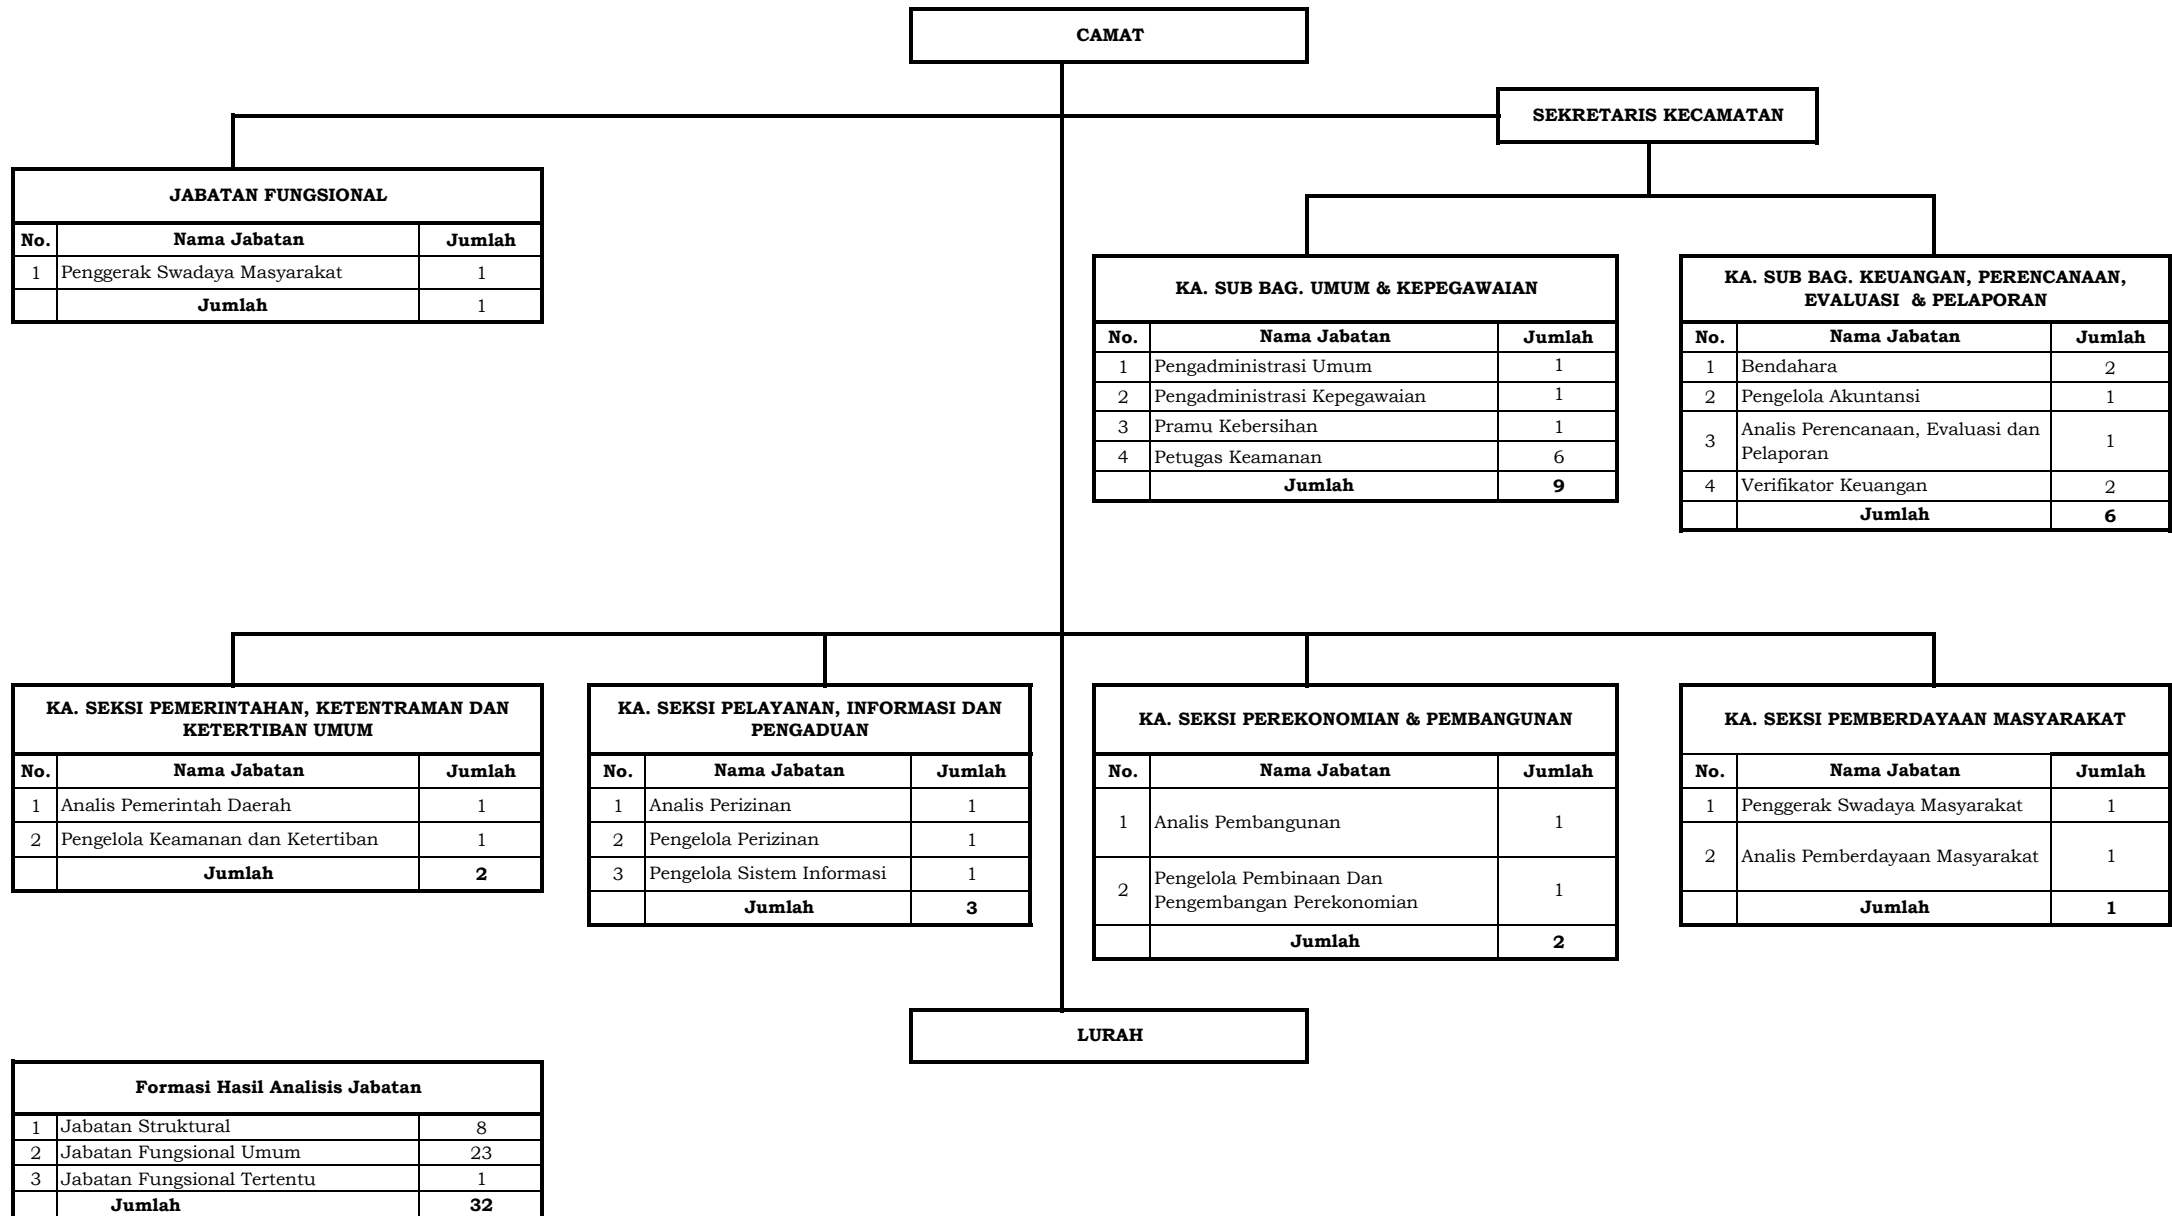 CAMAT
SEKRETARIS KECAMATAN
JABATAN FUNGSIONAL
No. Nama Jabatan Jumlah
1 Penggerak Swadaya Masyarakat 1
Jumlah 1
KA. SUB BAG. UMUM & KEPEGAWAIAN
No. Nama Jabatan Jumlah
1 Pengadministrasi Umum 1
2 Pengadministrasi Kepegawaian 1
3 Pramu Kebersihan 1
4 Petugas Keamanan 6
Jumlah 9
KA. SUB BAG. KEUANGAN, PERENCANAAN,
EVALUASI & PELAPORAN
No. Nama Jabatan Jumlah
1 Bendahara 2
2 Pengelola Akuntansi 1
3 Analis Perencanaan, Evaluasi dan
Pelaporan 1
4 Verifikator Keuangan 2
Jumlah 6
KA. SEKSI PEMERINTAHAN, KETENTRAMAN DAN
KETERTIBAN UMUM
No. Nama Jabatan Jumlah
1 Analis Pemerintah Daerah 1
2 Pengelola Keamanan dan Ketertiban 1
Jumlah 2
KA. SEKSI PELAYANAN, INFORMASI DAN
PENGADUAN
No. Nama Jabatan Jumlah
1 Analis Perizinan 1
2 Pengelola Perizinan 1
3 Pengelola Sistem Informasi 1
Jumlah 3
KA. SEKSI PEREKONOMIAN & PEMBANGUNAN
No. Nama Jabatan Jumlah
1 Analis Pembangunan 1
2 Pengelola Pembinaan Dan
Pengembangan Perekonomian 1
Jumlah 2
KA. SEKSI PEMBERDAYAAN MASYARAKAT
No. Nama Jabatan Jumlah
1 Penggerak Swadaya Masyarakat 1
2 Analis Pemberdayaan Masyarakat 1
Jumlah 1
LURAH
Formasi Hasil Analisis Jabatan
1 Jabatan Struktural 8
2 Jabatan Fungsional Umum 23
3 Jabatan Fungsional Tertentu 1
Jumlah 32